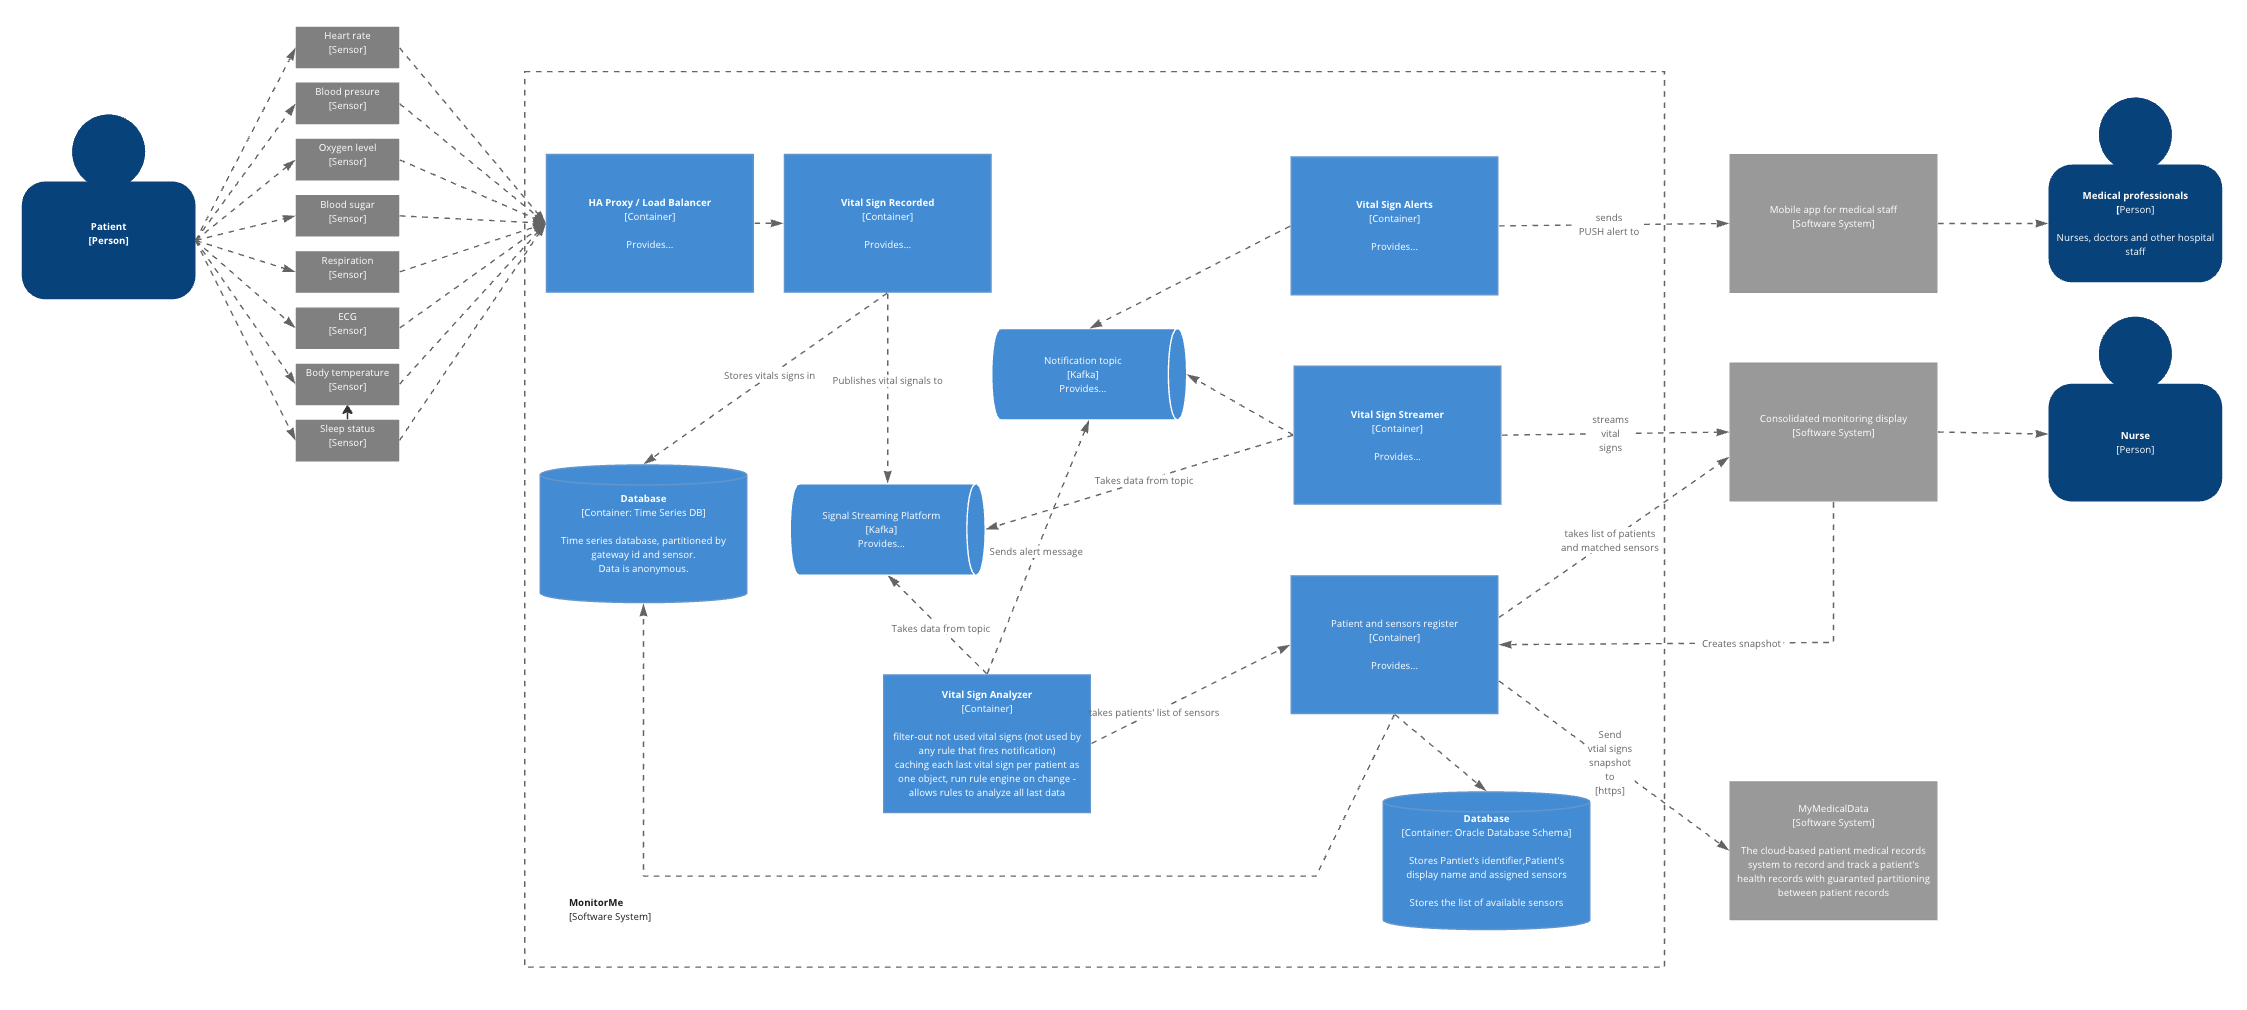 Patient
[Person]
Heart rate
[Sensor]
Blood presure
[Sensor]
Oxygen level
[Sensor]
Blood sugar
[Sensor]
Respiration
[Sensor]
ECG
[Sensor]
Body temperature
[Sensor]
Sleep status
[Sensor]
HA Proxy / Load Balancer
[Container]
Provides...
Vital Sign Recorded
[Container]
Provides...
Stores vitals signs in
Publishes vital signals to
Database
[Container: Time Series DB]
Time series database, partitioned by
gateway id and sensor.
Data is anonymous.
Signal Streaming Platform
[Kafka]
Provides...
Notification topic
[Kafka]
Provides...
Takes data from topic
Sends alert message
Takes data from topic
Vital Sign Analyzer
[Container]
filter-out not used vital signs (not used by
any rule that fires notification)
caching each last vital sign per patient as
one object, run rule engine on change -
allows rules to analyze all last data
takes patients' list of sensors
Vital Sign Alerts
[Container]
Provides...
sends
PUSH alert to
Vital Sign Streamer
[Container]
Provides...
streams
vital
signs
Patient and sensors register
[Container]
Provides...
takes list of patients
and matched sensors
Creates snapshot
Send
vtial signs
snapshot
to
[https]
Database
[Container: Oracle Database Schema]
Stores Pantiet's identifier,Patient's
display name and assigned sensors
Stores the list of available sensors
MonitorMe
[Software System]
Mobile app for medical staff
[Software System]
Consolidated monitoring display
[Software System]
MyMedicalData
[Software System]
The cloud-based patient medical records
system to record and track a patient's
health records with guaranted partitioning
between patient records
Medical professionals
[Person]
Nurses, doctors and other hospital
staff
Nurse
[Person]